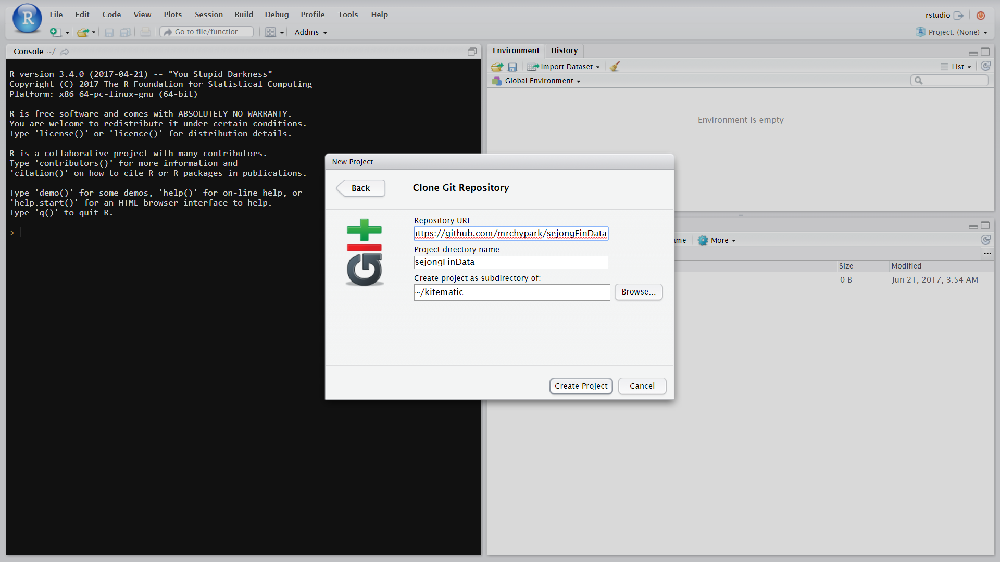 File Edit Code View Plots Session Build Debug Profile Tools Help
rstudio
Go to file/function
Addins
Project: (None)
Console ~/
R version 3.4.0 (2017-04-21) -- "You Stupid Darkness"
Copyright (C) 2017 The R Foundation for Statistical Computing
Platform: x86_64-pc-linux-gnu (64-bit)
R is free software and comes with ABSOLUTELY NO WARRANTY.
You are welcome to redistribute it under certain conditions.
Type 'license()' or 'licence()' for distribution details.
R is a collaborative project with many contributors.
Type 'contributors()' for more information and
'citation()' on how to cite R or R packages in publications.
Type 'demo()' for some demos, 'help()' for on-line help, or
'help.start()' for an HTML browser interface to help.
Type 'q()' to quit R.
>
Environment History
Import Dataset
List
Global Environment
Environment is empty
New Project
Back
Clone Git Repository
git
Repository URL:
https://github.com/mrchypark/sejongFinData
Project directory name:
sejongFinData
Create project as subdirectory of:
~/kitematic
Browse...
Create Project
Cancel
me
More
...
Size
Modified
0 B
Jun 21, 2017, 3:54 AM